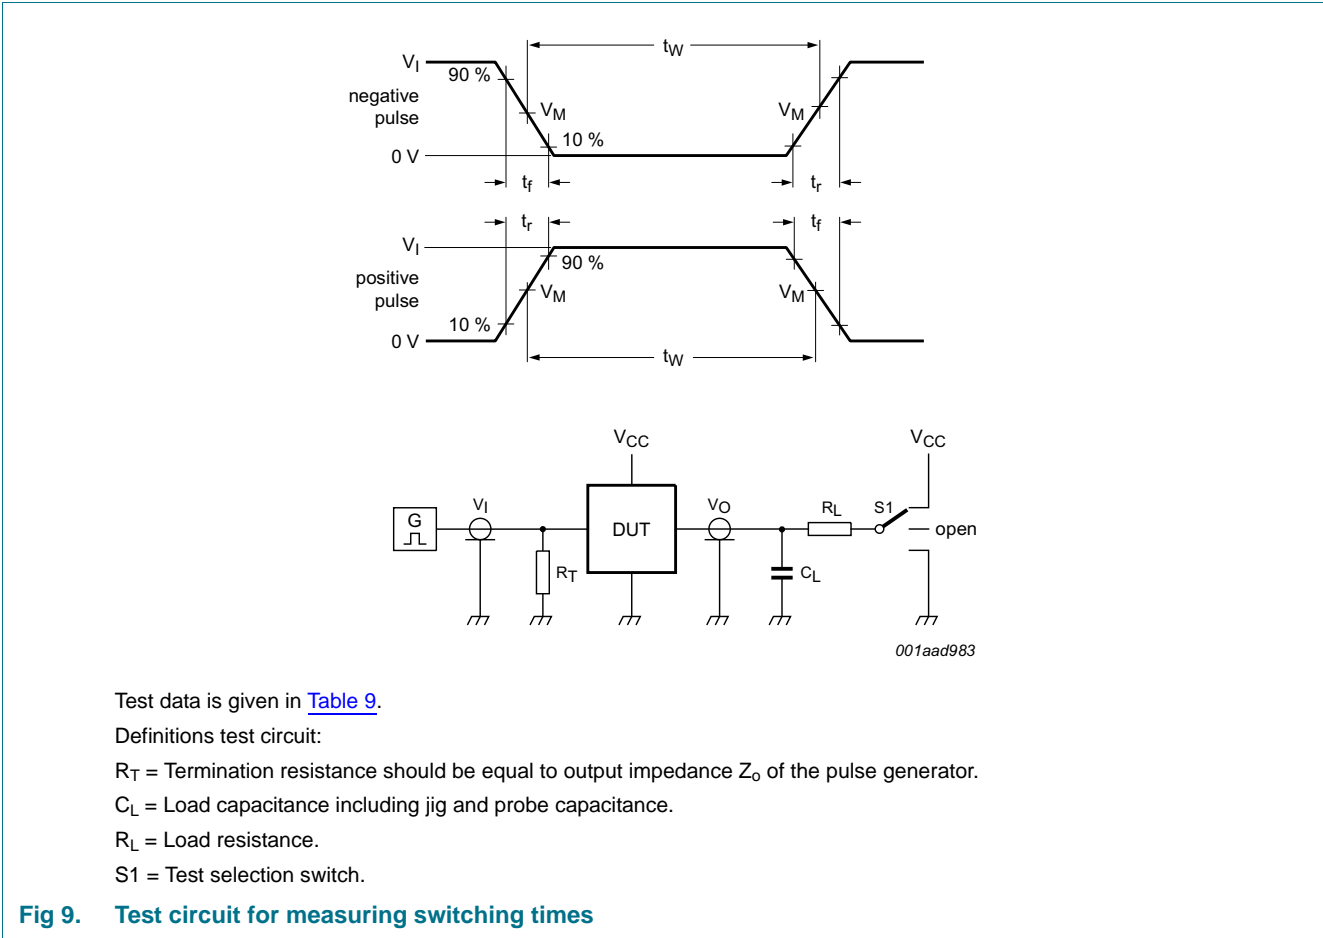 tW
VI
90 %
negative
pulse
VM
VM
10 %
0 V
tf
tr
tr
tf
VI
90 %
positive
pulse
VM
VM
10 %
0 V
tW
VCC
VCC
G
VI
DUT
VO
RL
S1
open
RT
CL
001aad983
Test data is given in Table 9.
Definitions test circuit:
RT = Termination resistance should be equal to output impedance Zo of the pulse generator.
CL = Load capacitance including jig and probe capacitance.
RL = Load resistance.
S1 = Test selection switch.
Fig 9. Test circuit for measuring switching times